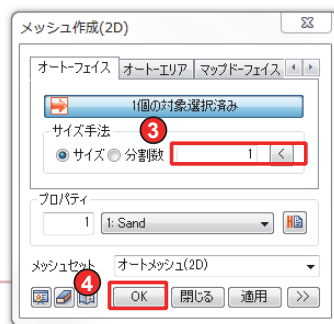 メッシュ作成(2D)
オート-フェイス オート-エリア マップド-フェイス
1個の対象選択済み
サイズ手法 3
サイズ 分割数 1 <
プロパティ
1 1: Sand
メッシュセット オートメッシュ(2D)
4
OK 閉じる 適用 >>